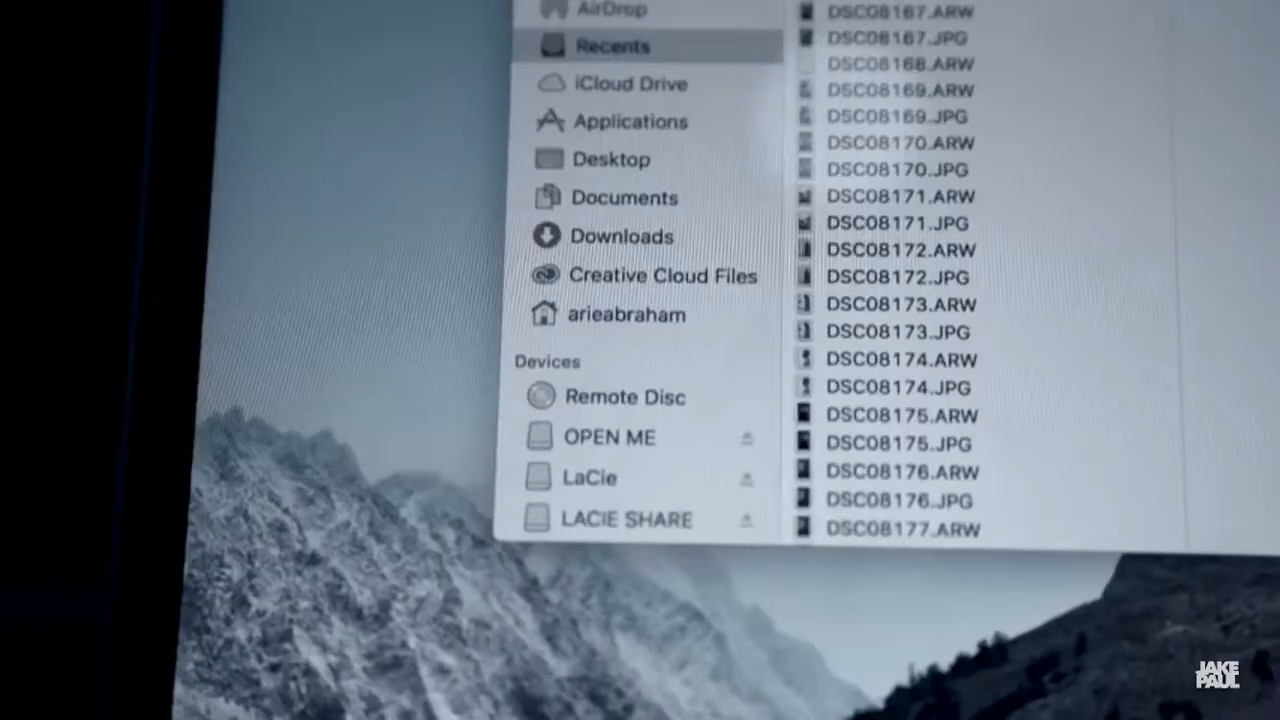 AirDrop
Recents
iCloud Drive
Applications
Desktop
Documents
Downloads
Creative Cloud Files
arieabraham
Devices
Remote Disc
OPEN ME
LaCie
LACIE SHARE
DSC08167.ARW
DSC08167.JPG
DSC08168.ARW
DSC08169.ARW
DSC08169.JPG
DSC08170.ARW
DSC08170.JPG
DSC08171.ARW
DSC08171.JPG
DSC08172.ARW
DSC08172.JPG
DSC08173.ARW
DSC08173.JPG
DSC08174.ARW
DSC08174.JPG
DSC08175.ARW
DSC08175.JPG
DSC08176.ARW
DSC08176.JPG
DSC08177.ARW
JAKE
PAUL